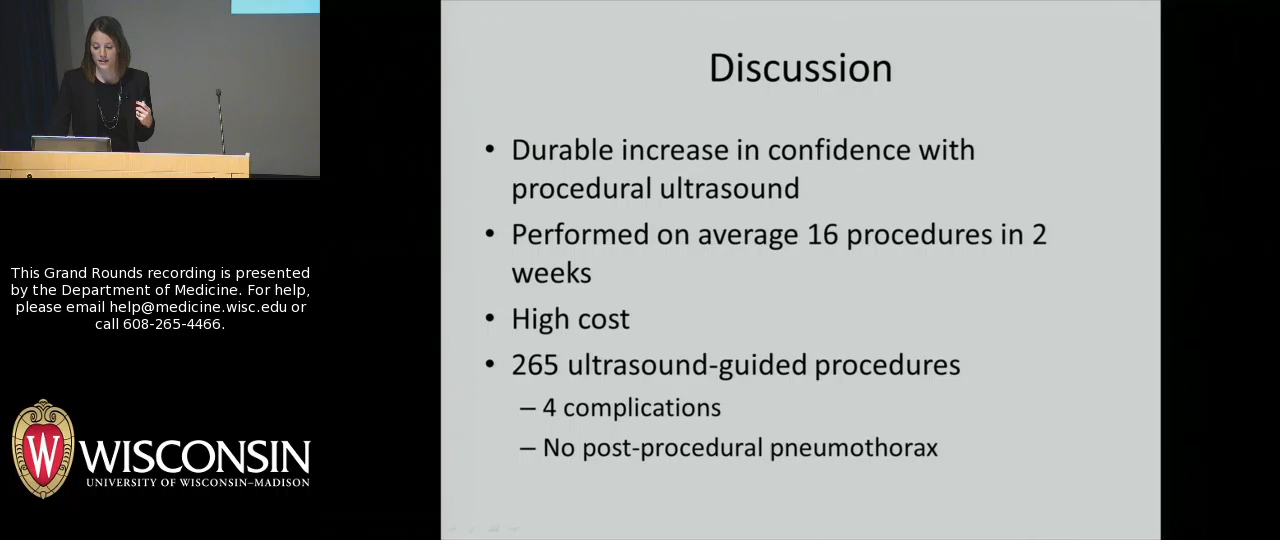 Discussion
• Durable increase in confidence with
procedural ultrasound
• Performed on average 16 procedures in 2
weeks
• High cost
• 265 ultrasound-guided procedures
– 4 complications
– No post-procedural pneumothorax
This Grand Rounds recording is presented
by the Department of Medicine. For help,
please email help@medicine.wisc.edu or
call 608-265-4466.
W
WISCONSIN
UNIVERSITY OF WISCONSIN–MADISON